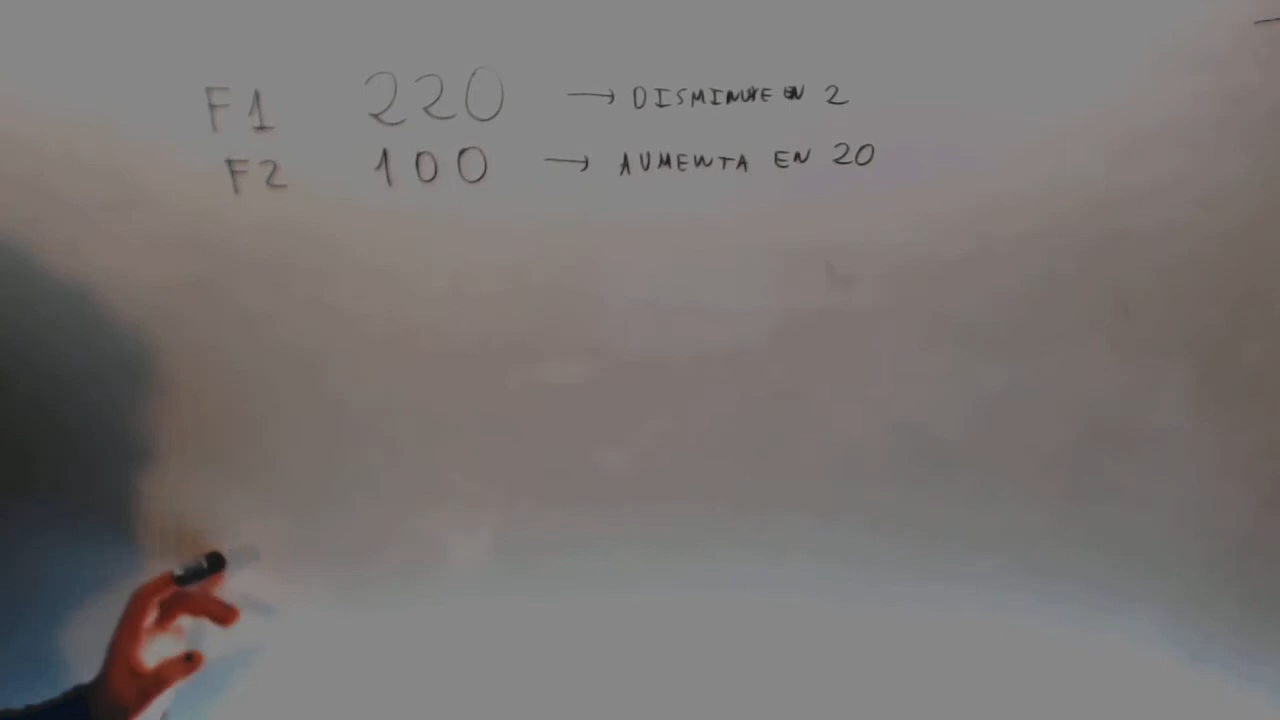 F1 220 → DISMINUYE EN 2
F2 100 → AUMENTA EN 20